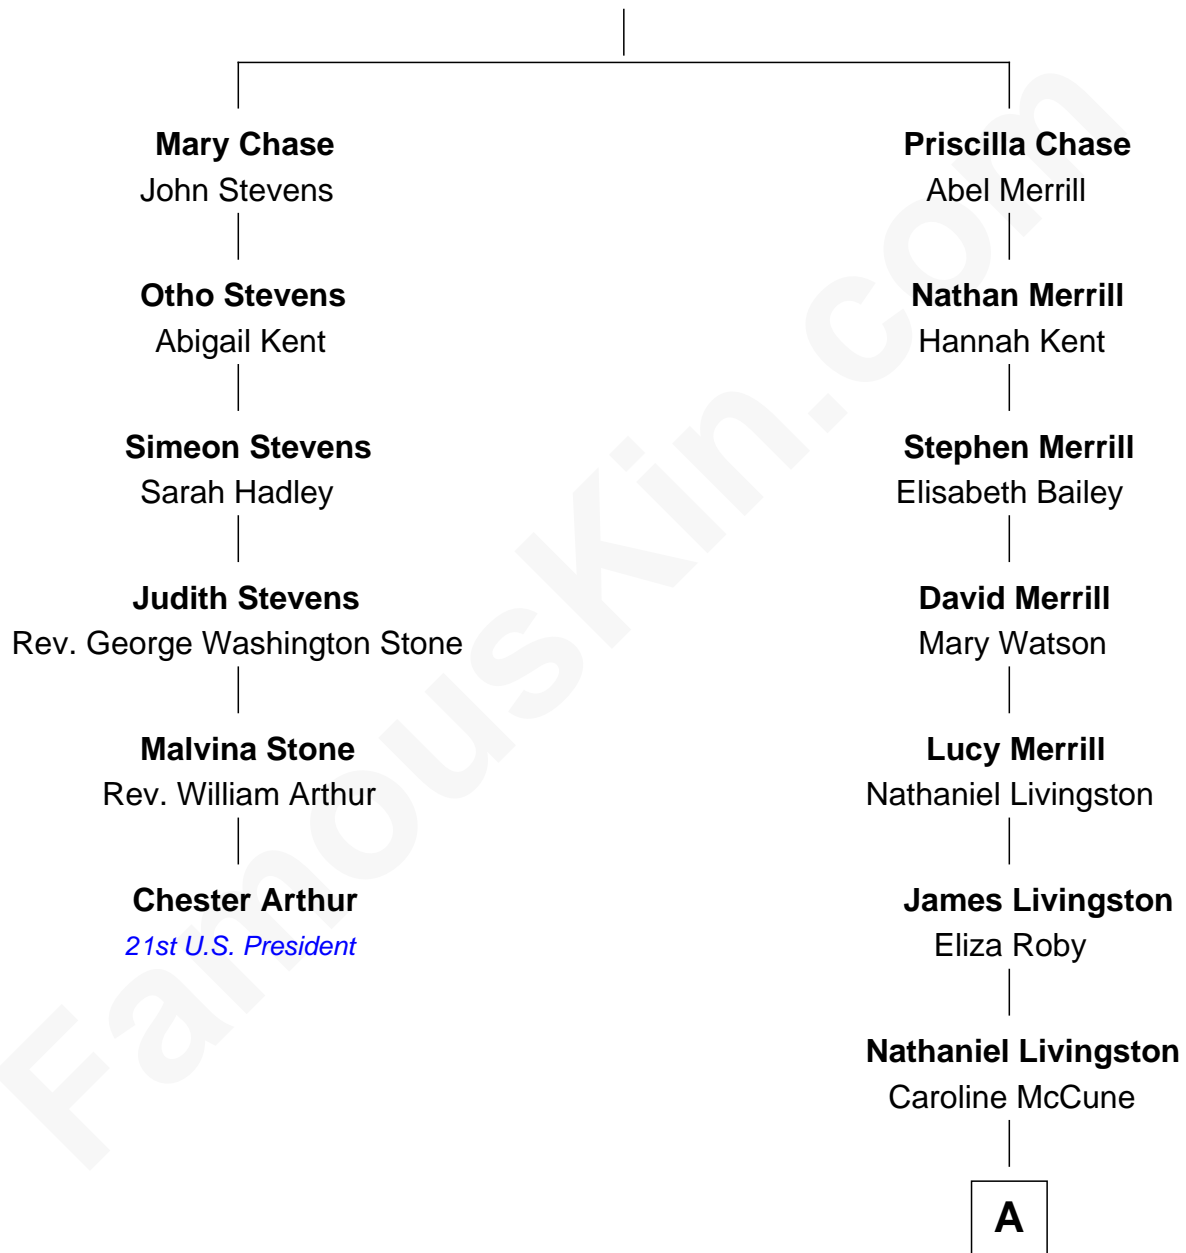 Mary Chase
John Stevens
Otho Stevens
Abigail Kent
Simeon Stevens
Sarah Hadley
Judith Stevens
Rev. George Washington Stone
Malvina Stone
Rev. William Arthur
Chester Arthur
21st U.S. President
Priscilla Chase
Abel Merrill
Nathan Merrill
Hannah Kent
Stephen Merrill
Elisabeth Bailey
David Merrill
Mary Watson
Lucy Merrill
Nathaniel Livingston
James Livingston
Eliza Roby
Nathaniel Livingston
Caroline McCune
A
FamousKin.com